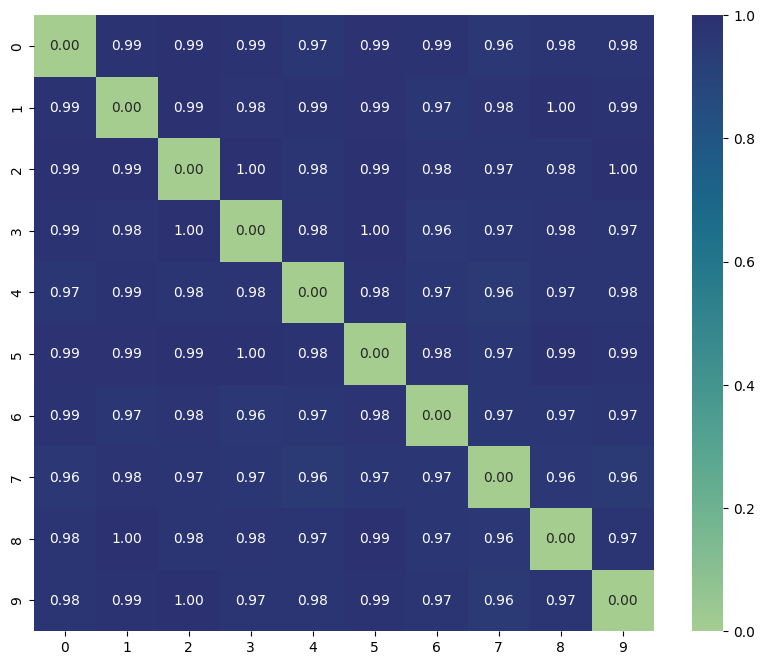 0 0.00 0.99 0.99 0.99 0.97 0.99 0.99 0.96 0.98 0.98
1 0.99 0.00 0.99 0.98 0.99 0.99 0.97 0.98 1.00 0.99
2 0.99 0.99 0.00 1.00 0.98 0.99 0.98 0.97 0.98 1.00
3 0.99 0.98 1.00 0.00 0.98 1.00 0.96 0.97 0.98 0.97
4 0.97 0.99 0.98 0.98 0.00 0.98 0.97 0.96 0.97 0.98
5 0.99 0.99 0.99 1.00 0.98 0.00 0.98 0.97 0.99 0.99
6 0.99 0.97 0.98 0.96 0.97 0.98 0.00 0.97 0.97 0.97
7 0.96 0.98 0.97 0.97 0.96 0.97 0.97 0.00 0.96 0.96
8 0.98 1.00 0.98 0.98 0.97 0.99 0.97 0.96 0.00 0.97
9 0.98 0.99 1.00 0.97 0.98 0.99 0.97 0.96 0.97 0.00
0 1 2 3 4 5 6 7 8 9
1.0
0.8
0.6
0.4
0.2
0.0